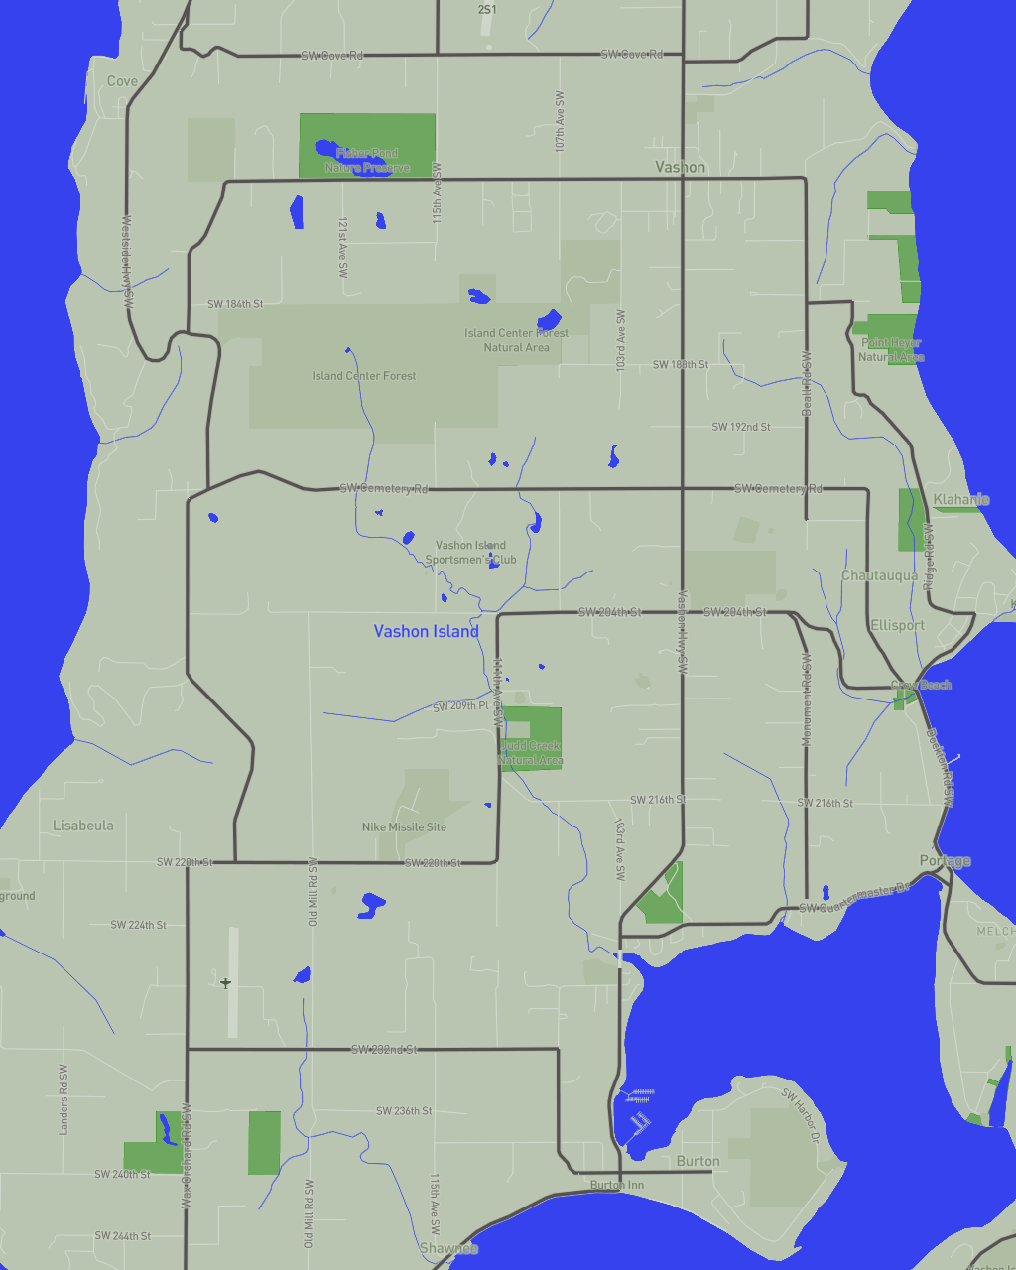 2S1
SW Cove Rd
SW Cove Rd
Cove
107th Ave SW
Fisher Pond
Nature Preserve
Vashon
115th Ave SW
121st Ave SW
Westside Hwy SW
SW 184th St
Island Center Forest
Natural Area
103rd Ave SW
Point Heyer
Natural Area
SW 188th St
Island Center Forest
Beall Rd SW
SW 192nd St
SW Cemetery Rd
SW Cemetery Rd
Klahanie
Vashon Island
Sportsmen's Club
Ridge Rd SW
Chautauqua
SW 204th St
SW 204th St
Vashon Hwy SW
Ellisport
Vashon Island
111th Ave SW
Monument Rd SW
Crow Beach
SW 209th Pl
Judd Creek
Natural Area
Dockton Rd SW
SW 216th St
SW 216th St
Lisabeula
Nike Missile Site
103rd Ave SW
SW 220th St
SW 220th St
Portage
Old Mill Rd SW
SW Quartermaster Dr
ground
SW 224th St
MELCH
SW 232nd St
Landers Rd SW
SW 236th St
SW Harbor Dr
Wax Orchard Rd SW
Burton
SW 240th St
Burton Inn
Old Mill Rd SW
115th Ave SW
SW 244th St
Shawnee
Vashon Is